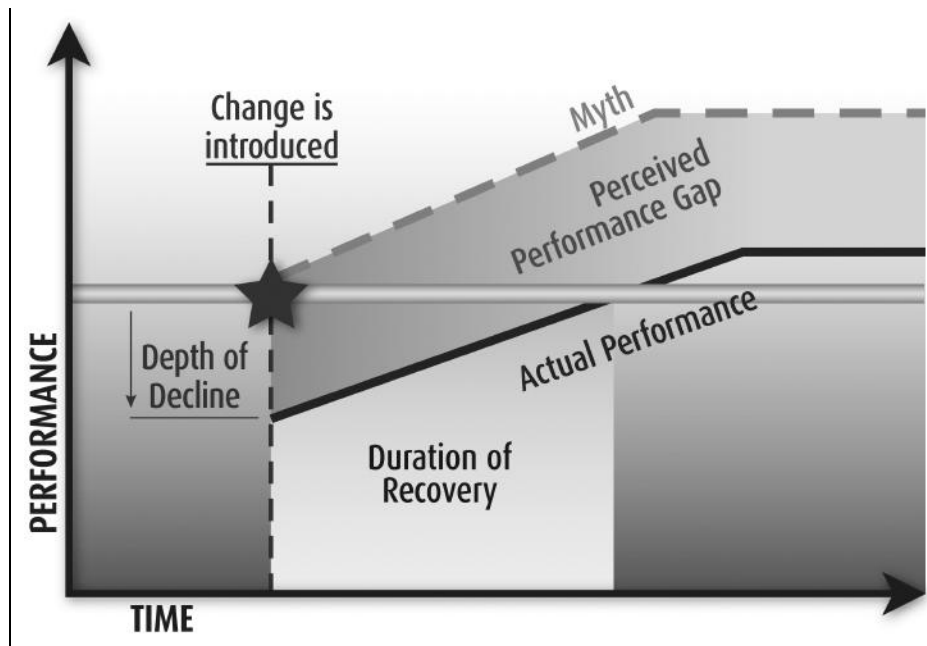 Change is
introduced
Myth
Perceived
Performance Gap
Depth of
Decline
Actual Performance
Duration of
Recovery
PERFORMANCE
TIME